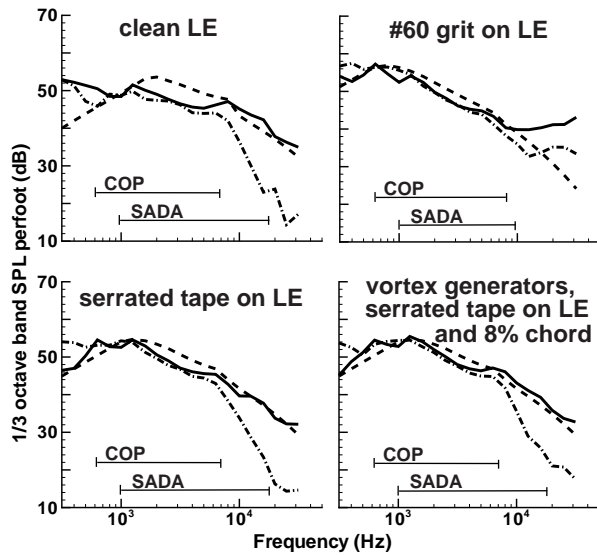 70
50
30
10
clean LE
COP
SADA
#60 grit on LE
COP
SADA
1/3 octave band SPL perfoot (dB)
70
50
30
10
serrated tape on LE
COP
SADA
10³
10⁴
vortex generators,
serrated tape on LE
and 8% chord
COP
SADA
10³
10⁴
Frequency (Hz)